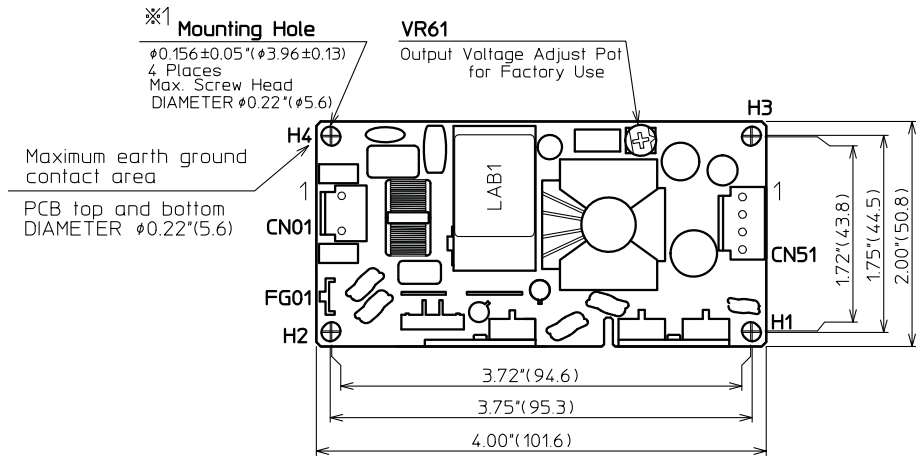 ※1 Mounting Hole
φ0.156±0.05"(φ3.96±0.13)
4 Places
Max. Screw Head
DIAMETER φ0.22"(φ5.6)
VR61
Output Voltage Adjust Pot
for Factory Use
H3
H4
Maximum earth ground
contact area
PCB top and bottom
DIAMETER φ0.22"(5.6)
1
CN01
LAB1
1
CN51
FG01
H2
H1
1.72"(43.8)
1.75"(44.5)
2.00"(50.8)
3.72"(94.6)
3.75"(95.3)
4.00"(101.6)